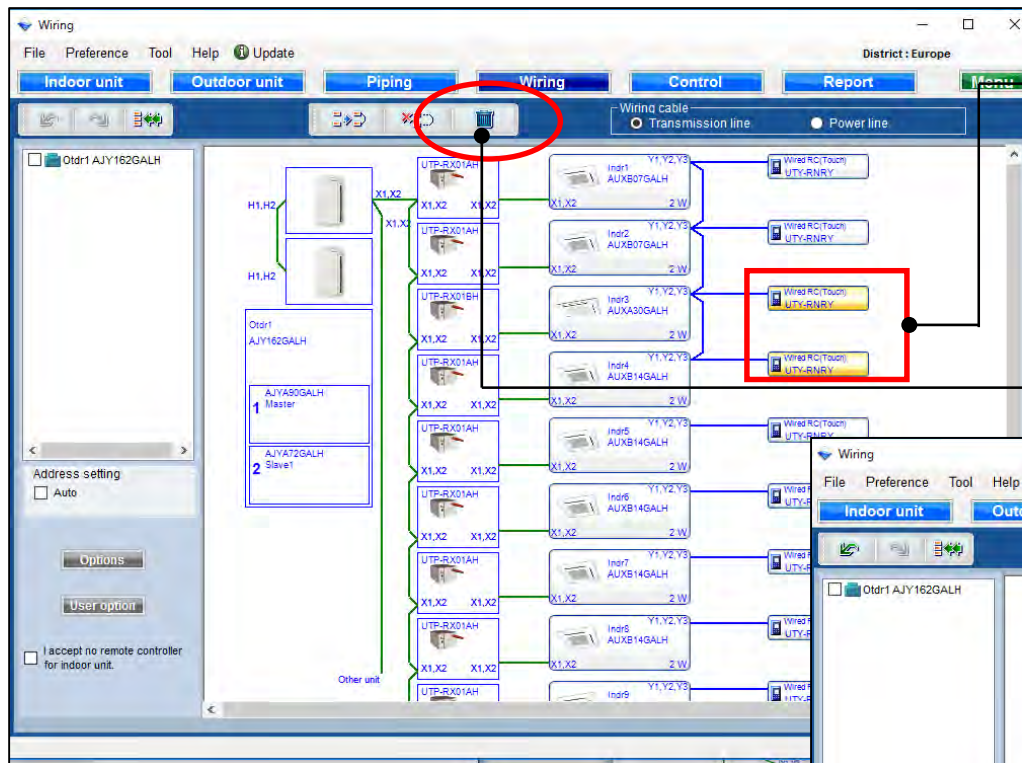 Wiring
File Preference Tool Help Update
District : Europe
Indoor unit Outdoor unit Piping Wiring Control Report Menu
Wiring cable
Transmission line Power line
Otdr1 AJY162GALH
Address setting
Auto
Options
User option
I accept no remote controller
for indoor unit.
H1,H2
X1,X2
X1,X2
H1,H2
Otdr1
AJY162GALH
AJYA90GALH
1 Master
AJYA72GALH
2 Slave1
Other unit
UTP-RX01AH
X1,X2 X1,X2
Indr1
AUXB07GALH
Y1,Y2,Y3
X1,X2 2 W
Wired RC(Touch)
UTY-RNRY
UTP-RX01AH
X1,X2 X1,X2
Indr2
AUXB07GALH
Y1,Y2,Y3
X1,X2 2 W
Wired RC(Touch)
UTY-RNRY
UTP-RX01BH
X1,X2 X1,X2
Indr3
AUXA30GALH
Y1,Y2,Y3
X1,X2 2 W
Wired RC(Touch)
UTY-RNRY
UTP-RX01AH
X1,X2 X1,X2
Indr4
AUXB14GALH
Y1,Y2,Y3
X1,X2 2 W
Wired RC(Touch)
UTY-RNRY
UTP-RX01AH
X1,X2 X1,X2
Indr5
AUXB14GALH
Y1,Y2,Y3
X1,X2 2 W
Wired RC(Touch)
UTY-RNRY
UTP-RX01AH
X1,X2 X1,X2
Indr6
AUXB14GALH
Y1,Y2,Y3
X1,X2 2 W
Wired
UTP-RX01AH
X1,X2 X1,X2
Indr7
AUXB14GALH
Y1,Y2,Y3
X1,X2 2 W
Wired
UTP-RX01AH
X1,X2 X1,X2
Indr8
AUXB14GALH
Y1,Y2,Y3
X1,X2 2 W
Wired
UTP-RX01AH
Indr9
Y1,Y2,Y3
Wired
Wiring
File Preference Tool Help
Indoor unit
Otdr1 AJY162GALH